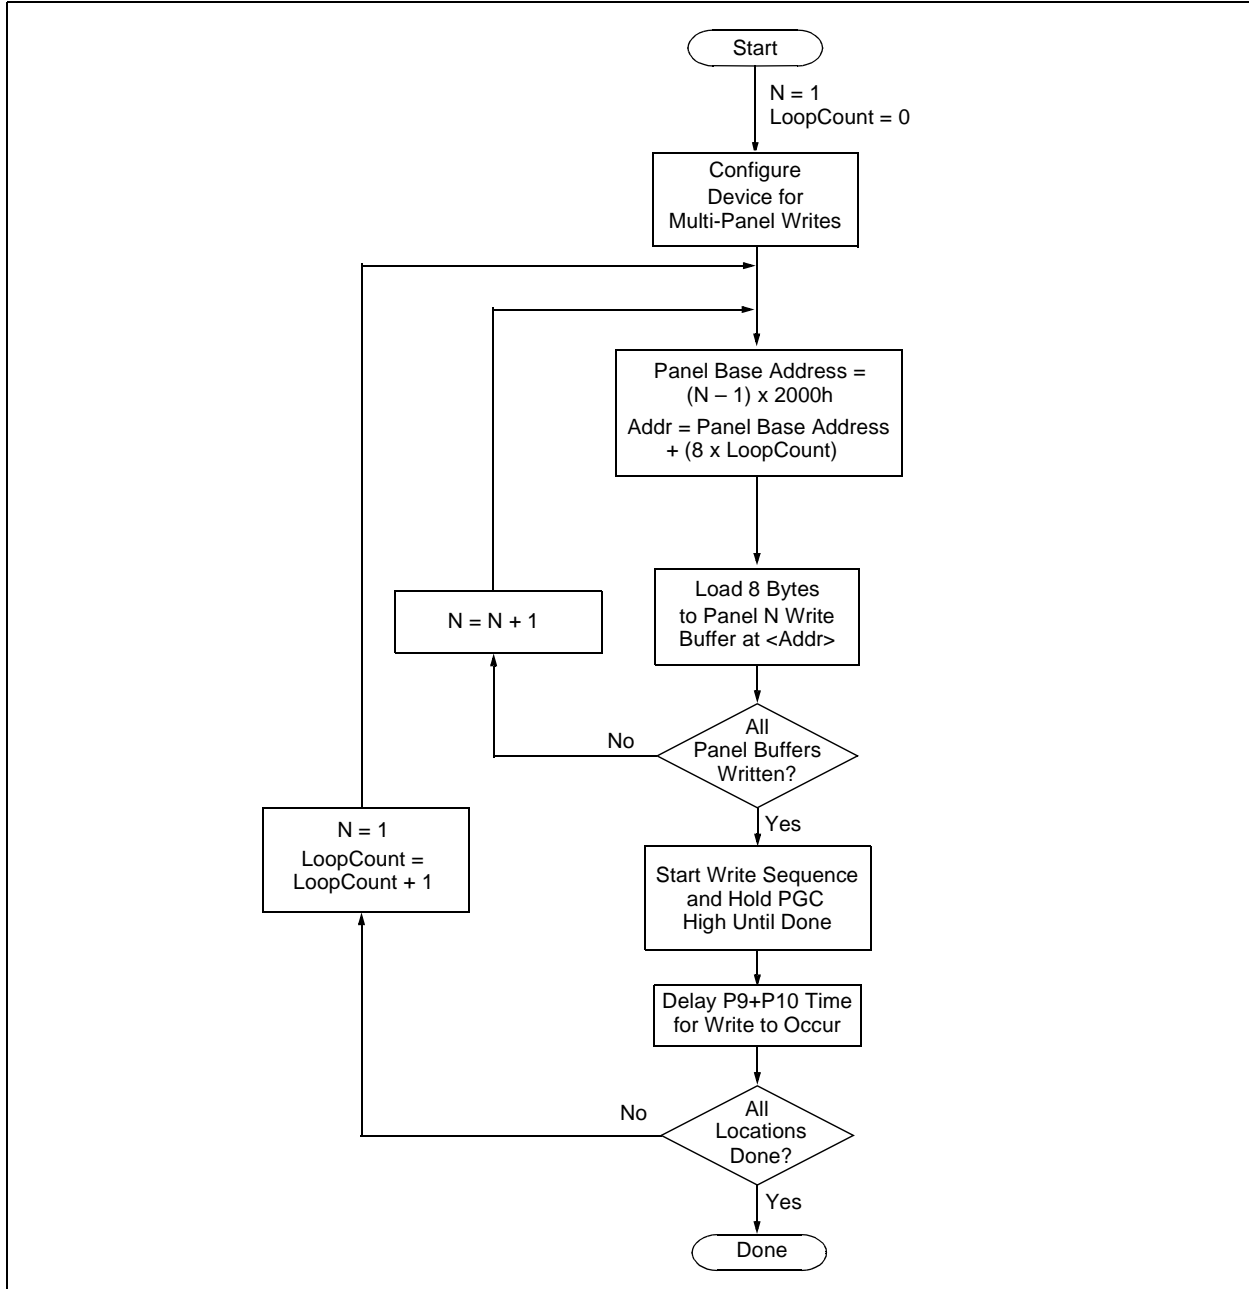 Start
N = 1
LoopCount = 0
Configure
Device for
Multi-Panel Writes
Panel Base Address =
(N – 1) x 2000h
Addr = Panel Base Address
+ (8 x LoopCount)
Load 8 Bytes
to Panel N Write
Buffer at <Addr>
N = N + 1
All
Panel Buffers
Written?
No
Yes
N = 1
LoopCount =
LoopCount + 1
Start Write Sequence
and Hold PGC
High Until Done
Delay P9+P10 Time
for Write to Occur
All
Locations
Done?
No
Yes
Done